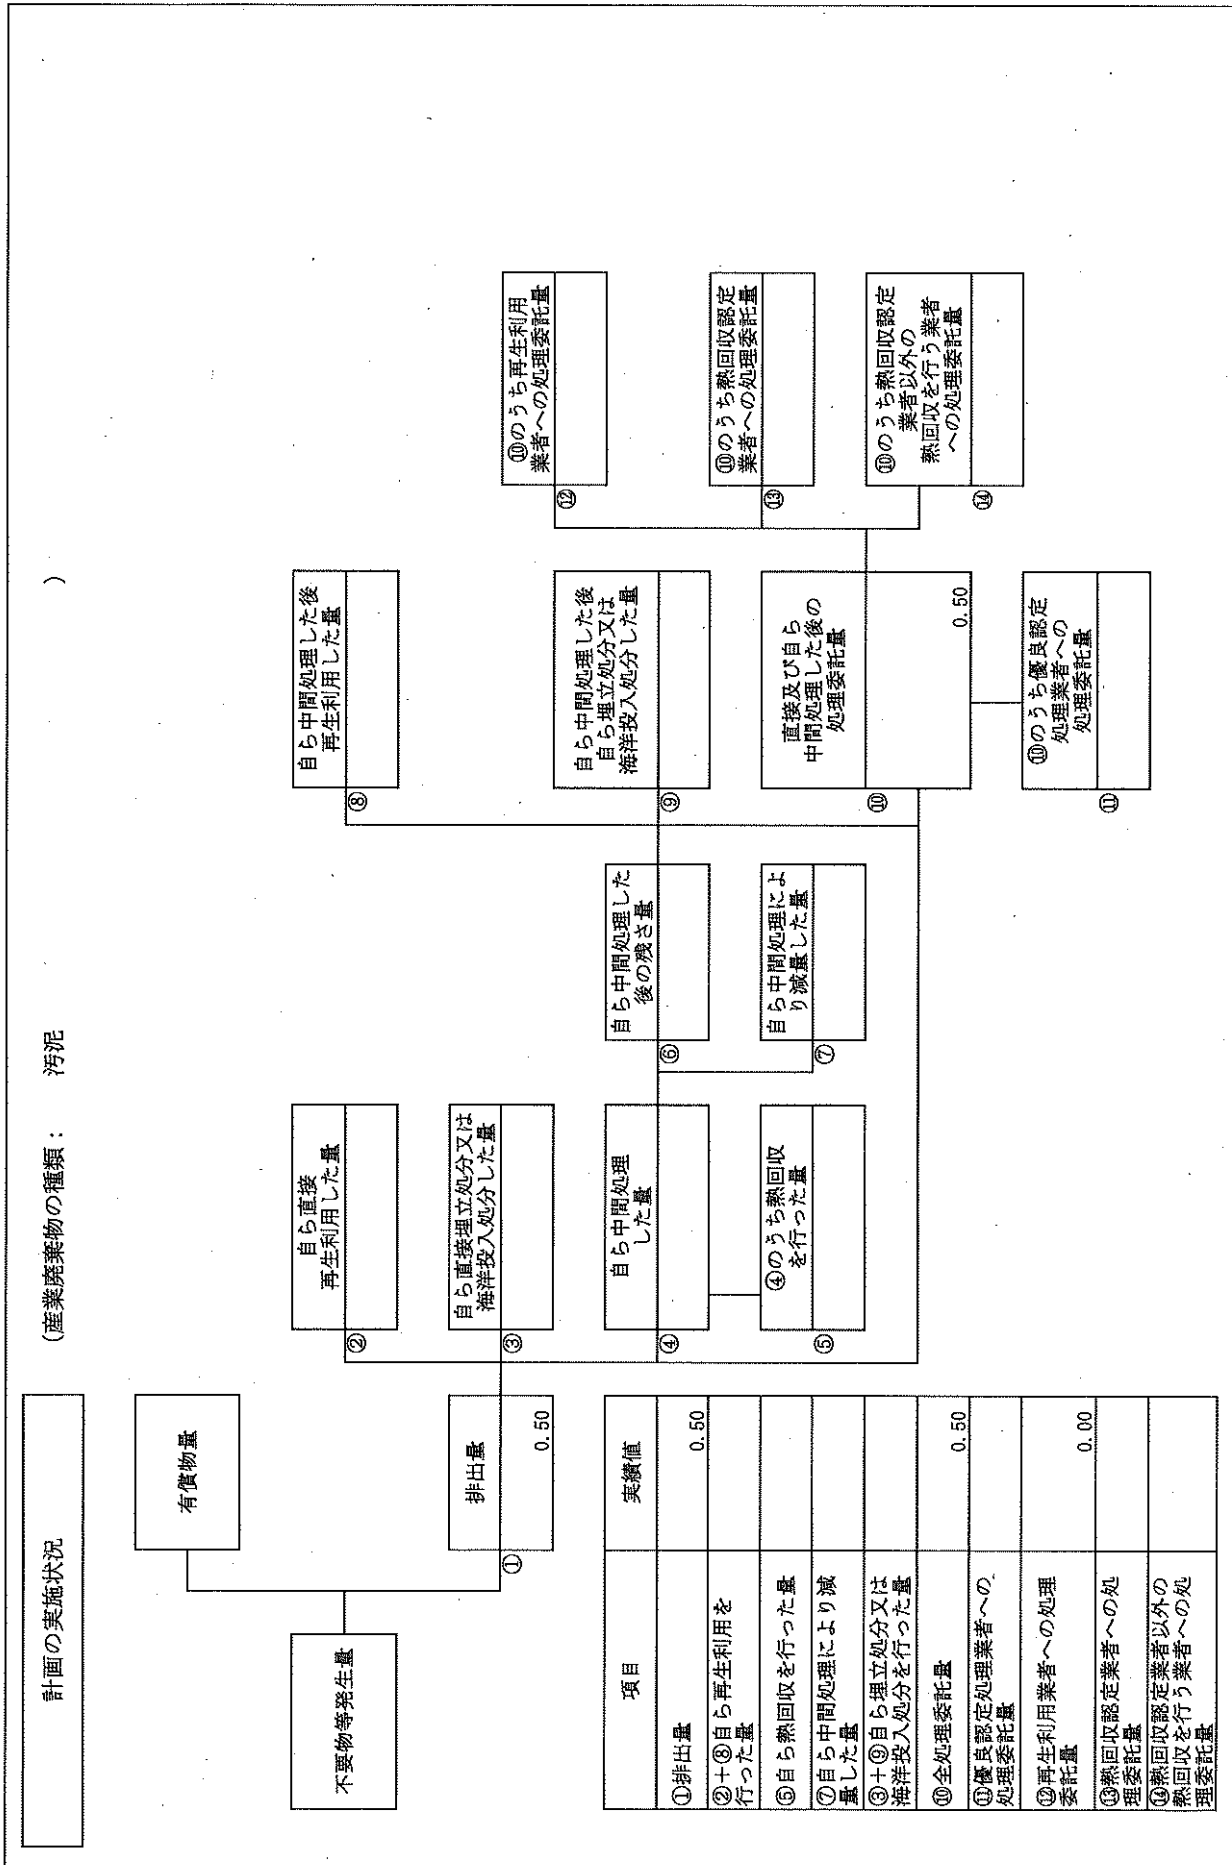 計画の実施状況
(産業廃棄物の種類： 汚泥 )
不要物等発生量
有償物量
排出量
①
0.50
自ら直接
再生利用した量
②
自ら直接埋立処分又は
海洋投入処分した量
③
自ら中間処理
した量
④
④のうち熱回収
を行った量
⑤
自ら中間処理した
後の残さ量
⑥
自ら中間処理によ
り減量した量
⑦
自ら中間処理した後
再生利用した量
⑧
自ら中間処理した後
自ら埋立処分又は
海洋投入処分した量
⑨
直接及び自ら
中間処理した後の
処理委託量
⑩
0.50
⑩のうち優良認定
処理業者への
処理委託量
⑪
⑩のうち再生利用
業者への処理委託量
⑫
⑩のうち熱回収認定
業者への処理委託量
⑬
⑩のうち熱回収認定
業者以外の
熱回収を行う業者
への処理委託量
⑭
項目 実績値
①排出量 0.50
②＋⑧自ら再生利用を
行った量
⑤自ら熱回収を行った量
⑦自ら中間処理により減
量した量
③＋⑨自ら埋立処分又は
海洋投入処分を行った量
⑩全処理委託量 0.50
⑪優良認定処理業者への
処理委託量
⑫再生利用業者への処理
委託量 0.00
⑬熱回収認定業者への処
理委託量
⑭熱回収認定業者以外の
熱回収を行う業者への処
理委託量